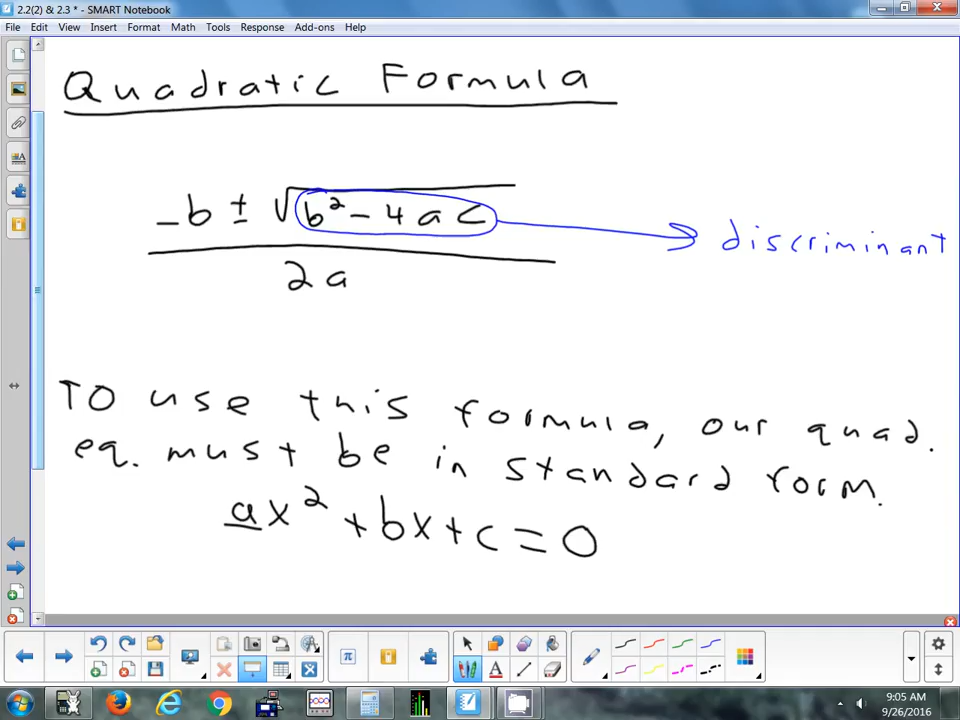 2.2(2) & 2.3 * - SMART Notebook
File Edit View Insert Format Math Tools Response Add-ons Help
Quadratic Formula
-b ± √b² - 4ac
discriminant
2a
To use this formula, our quad.
eq. must be in standard form.
ax² + bx + c = 0
9:05 AM
9/26/2016